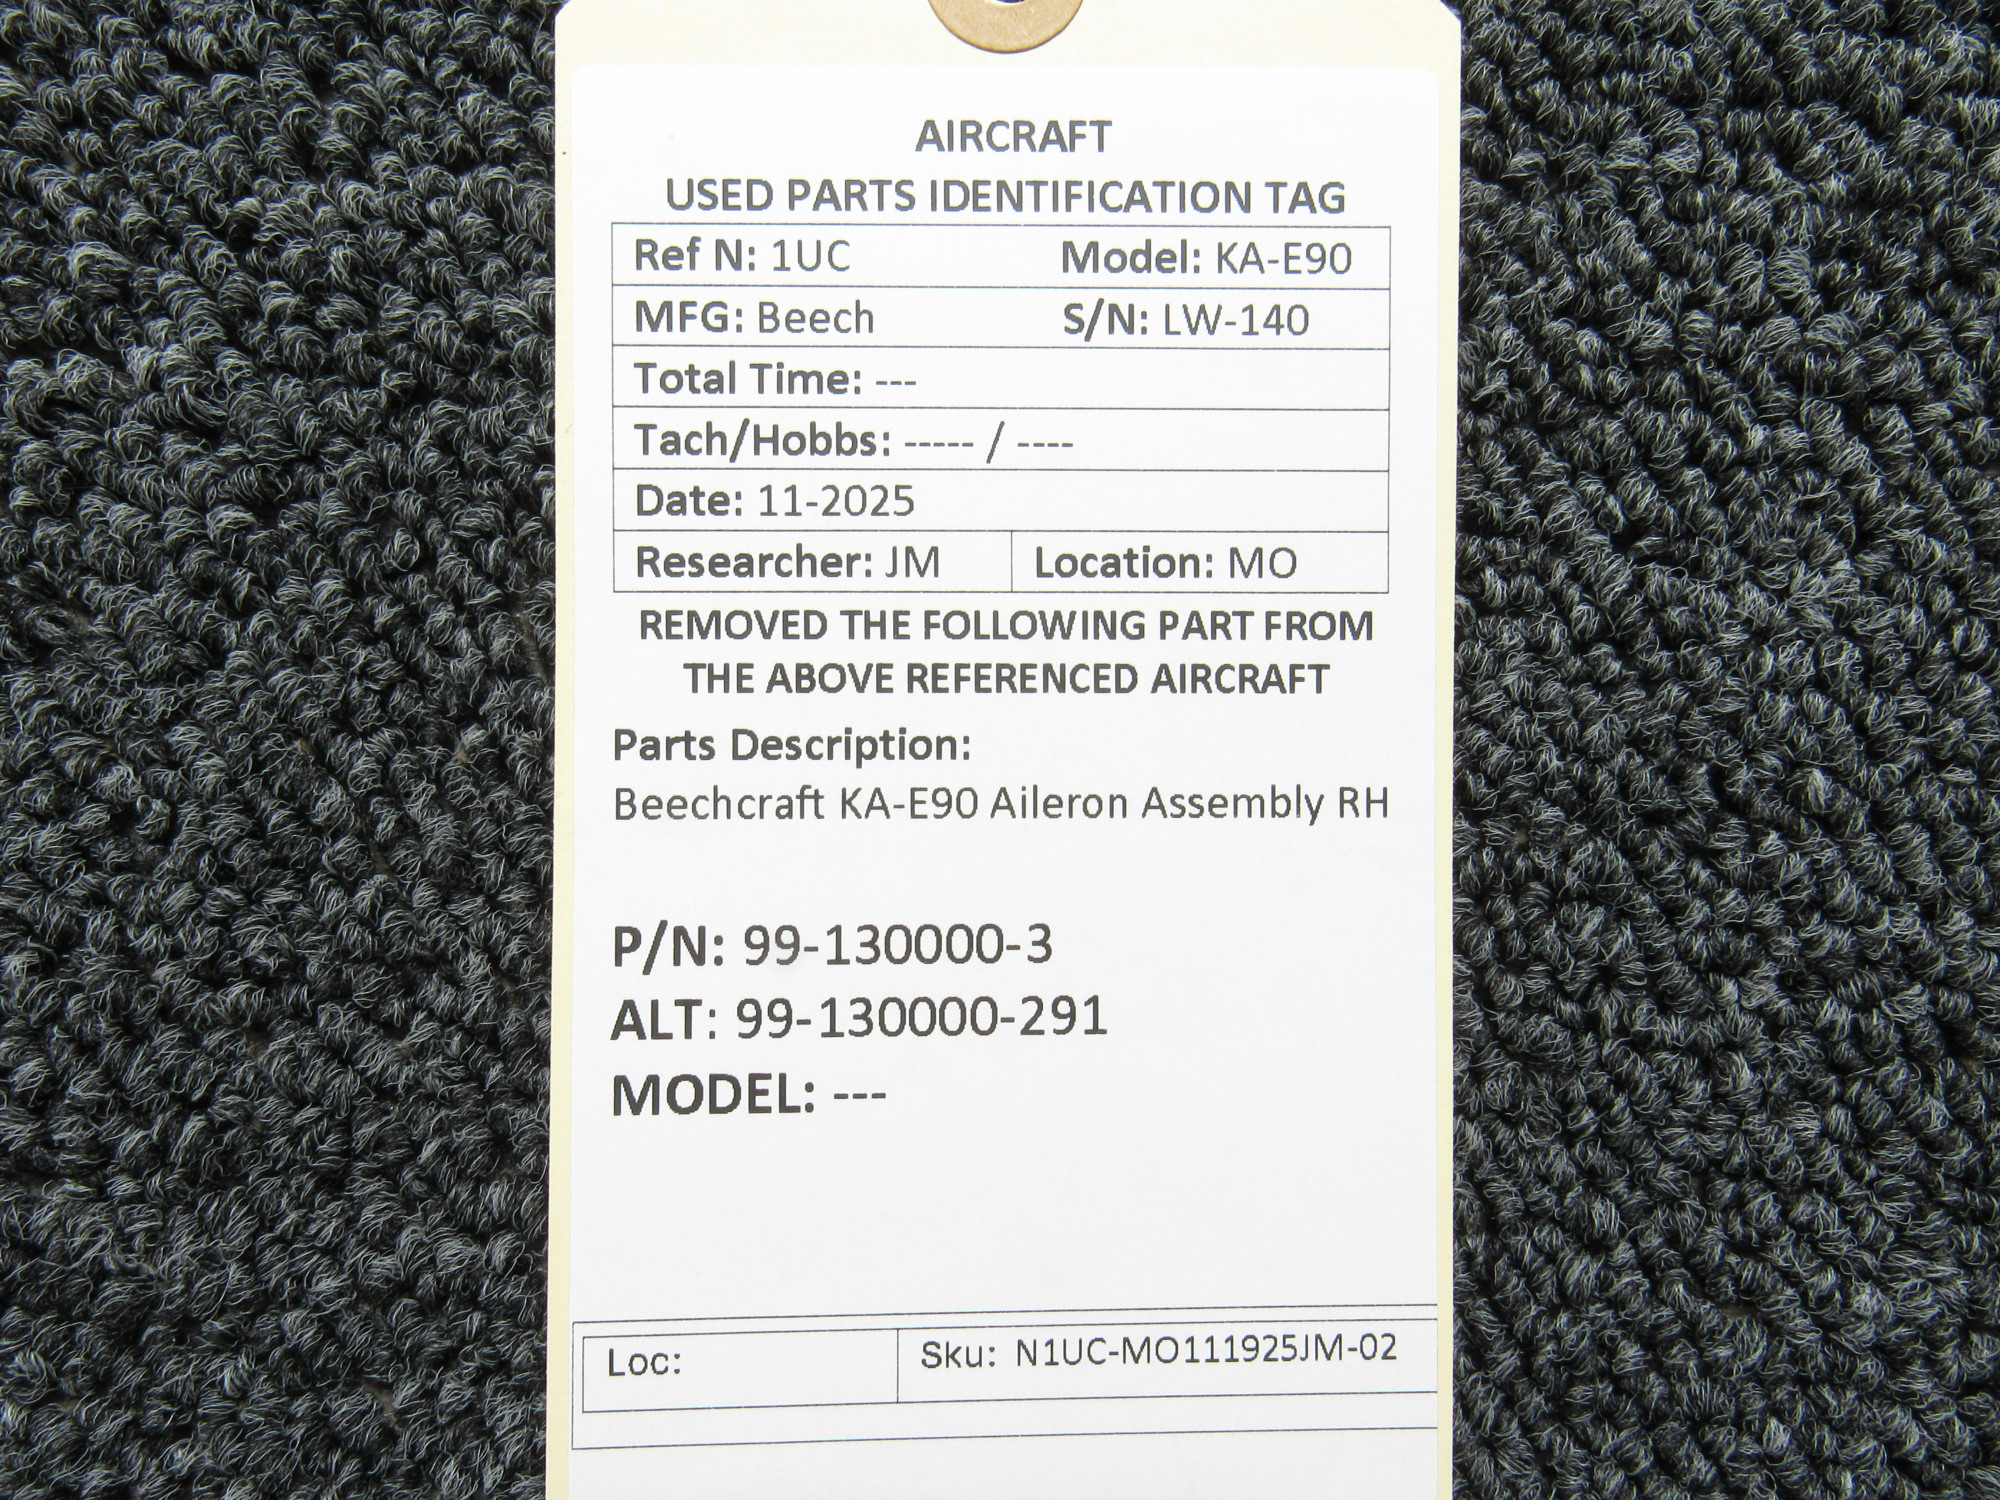 AIRCRAFT
USED PARTS IDENTIFICATION TAG
Ref N: 1UC Model: KA-E90
MFG: Beech S/N: LW-140
Total Time: ---
Tach/Hobbs: ----- / ----
Date: 11-2025
Researcher: JM Location: MO
REMOVED THE FOLLOWING PART FROM
THE ABOVE REFERENCED AIRCRAFT
Parts Description:
Beechcraft KA-E90 Aileron Assembly RH
P/N: 99-130000-3
ALT: 99-130000-291
MODEL: ---
Loc: Sku: N1UC-MO111925JM-02